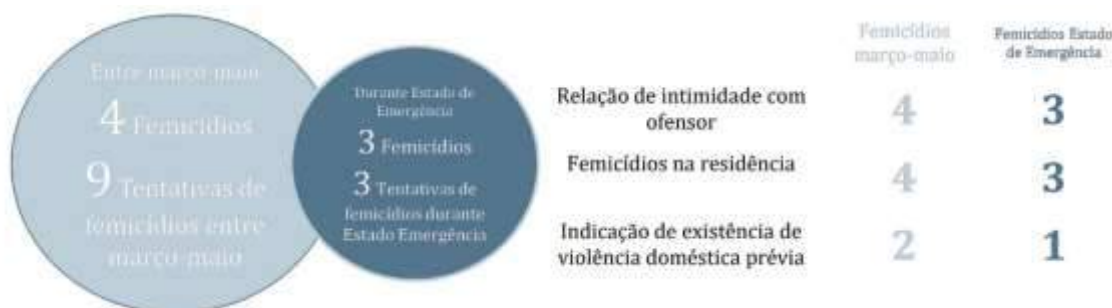 Entre março-maio
4 Femicídios
9 Tentativas de
femicídios entre
março-maio
Durante Estado de
Emergência
3 Femicídios
3 Tentativas de
femicídios durante
Estado Emergência
Femicídios
março-maio
Femicídios Estado
de Emergência
Relação de intimidade com
ofensor
4
3
Femicídios na residência
4
3
Indicação de existência de
violência doméstica prévia
2
1